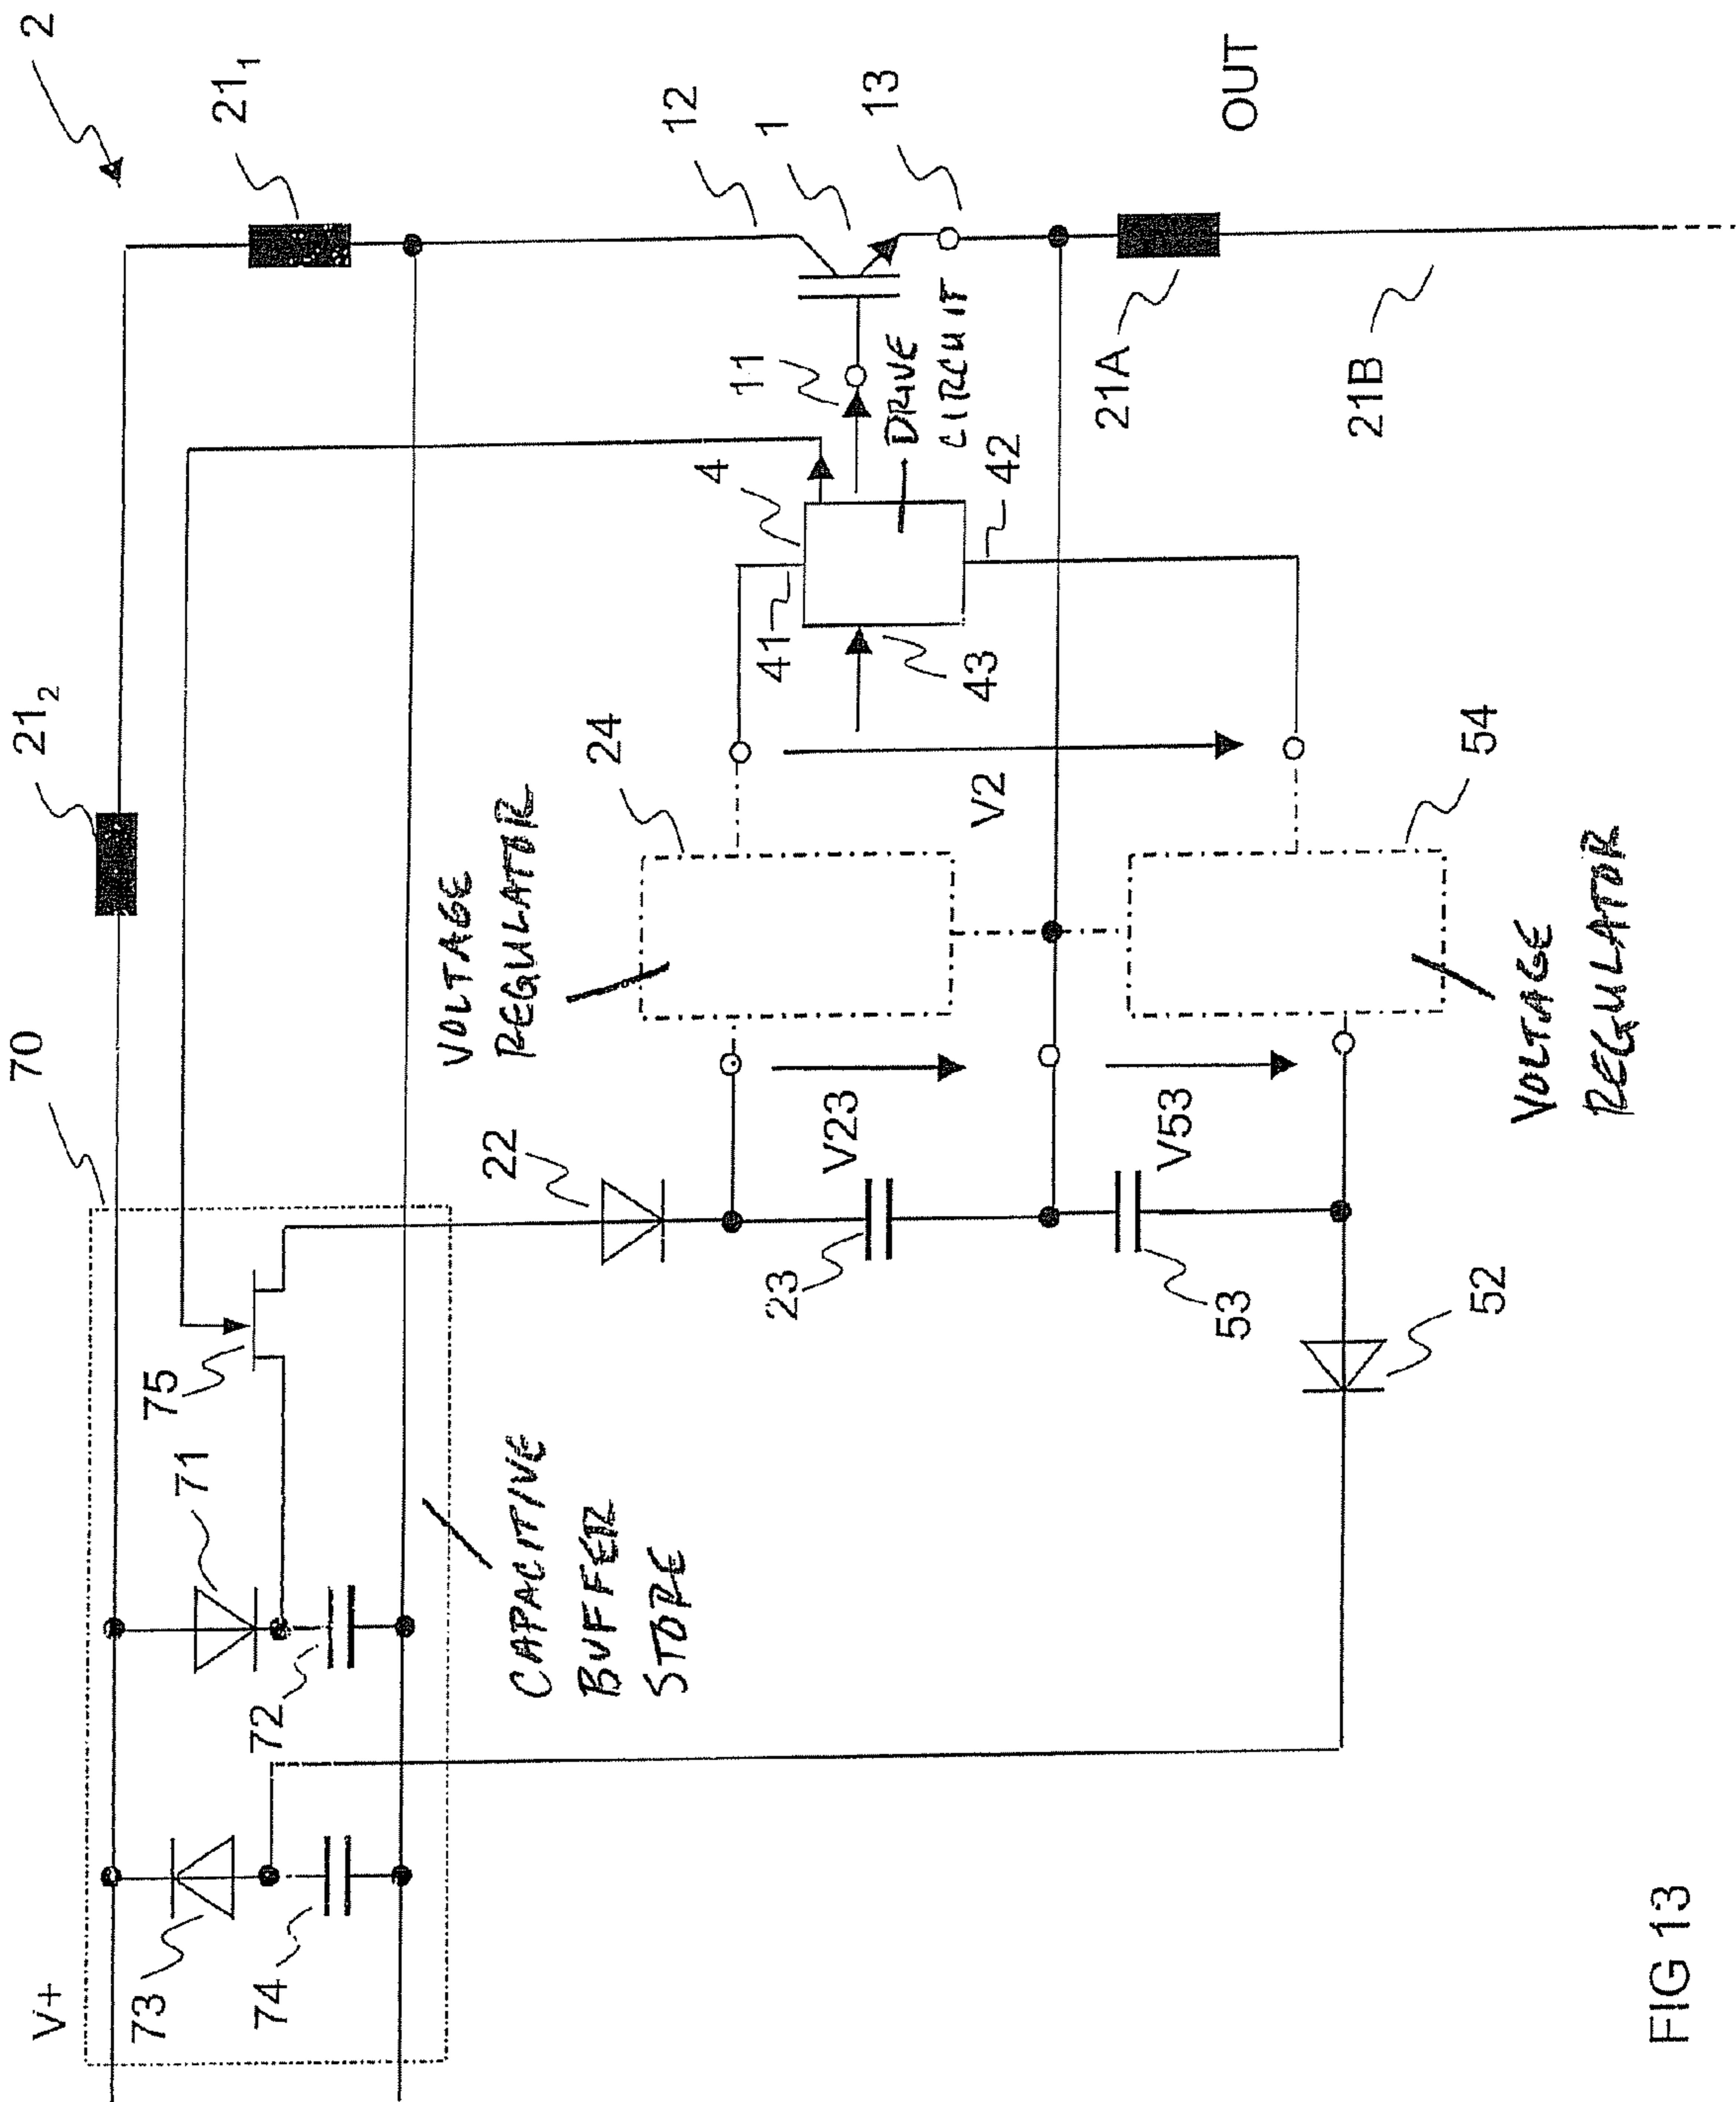 2
21₁
12
1
13
OUT
11
DRIVE
CIRCUIT
4
42
41
43
21A
21B
21₂
24
V2
54
VOLTAGE
REGULATOR
VOLTAGE
REGULATOR
70
22
V23
V53
23
53
52
75
71
72
CAPACITIVE
BUFFER
STORE
V+
73
74
FIG 13